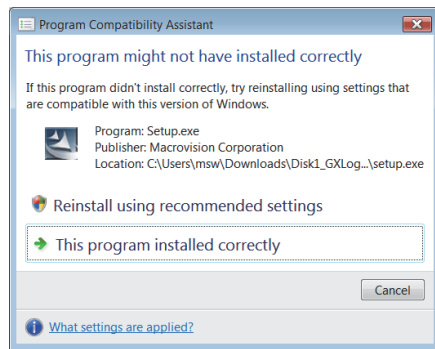 Program Compatibility Assistant
This program might not have installed correctly
If this program didn't install correctly, try reinstalling using settings that
are compatible with this version of Windows.
Program: Setup.exe
Publisher: Macrovision Corporation
Location: C:\Users\msw\Downloads\Disk1_GXLog...\setup.exe
Reinstall using recommended settings
This program installed correctly
Cancel
What settings are applied?